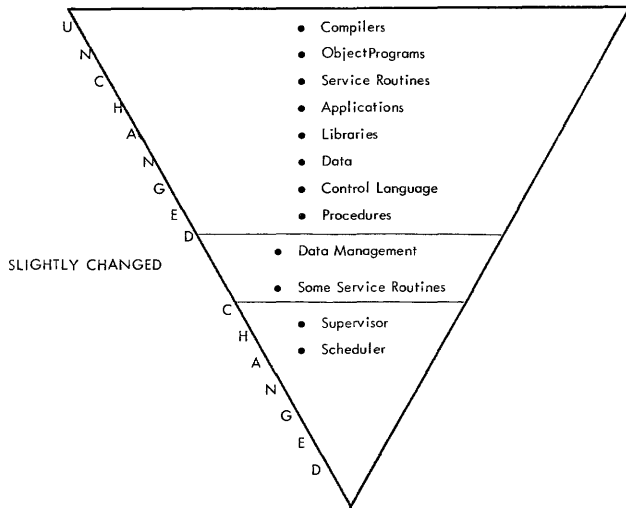 UNCHANGED
• Compilers
• ObjectPrograms
• Service Routines
• Applications
• Libraries
• Data
• Control Language
• Procedures
SLIGHTLY CHANGED
• Data Management
• Some Service Routines
CHANGED
• Supervisor
• Scheduler